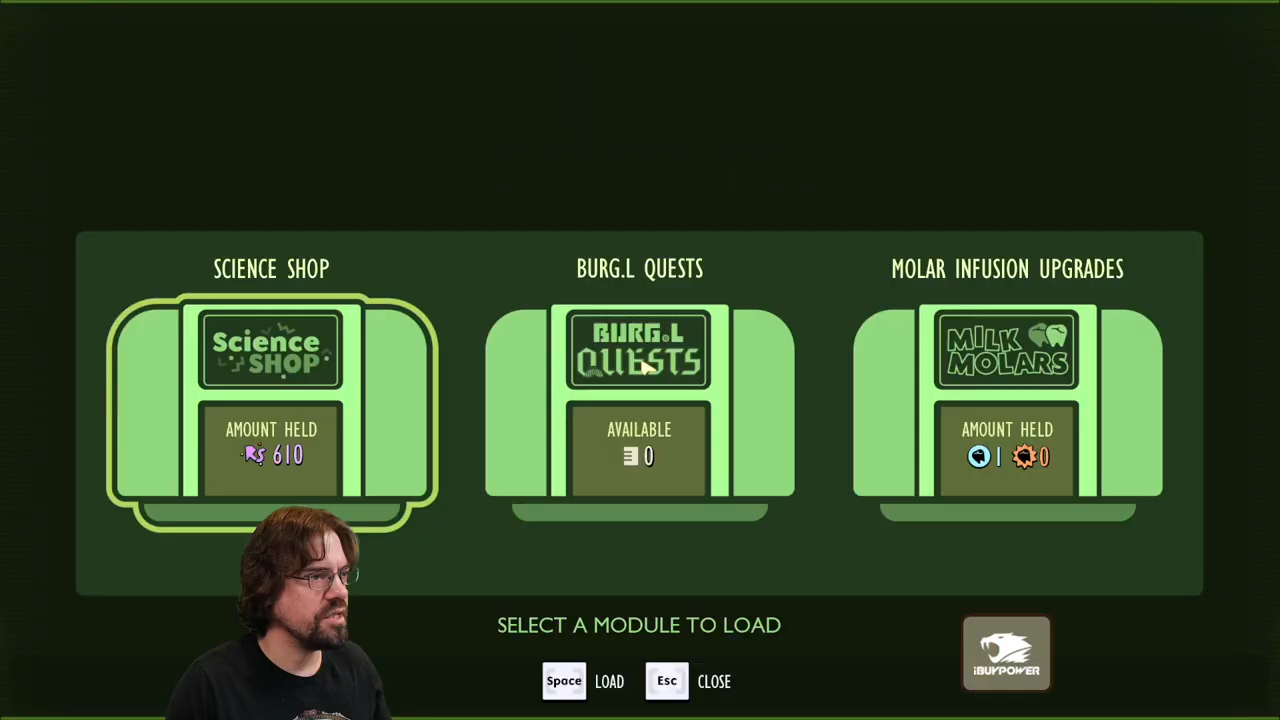 SCIENCE SHOP
BURG.L QUESTS
MOLAR INFUSION UPGRADES
Science
SHOP
BURG.L
QUESTS
MILK
MOLARS
AMOUNT HELD
RS 610
AVAILABLE
0
AMOUNT HELD
1 0
SELECT A MODULE TO LOAD
Space LOAD Esc CLOSE
iBUYPOWER